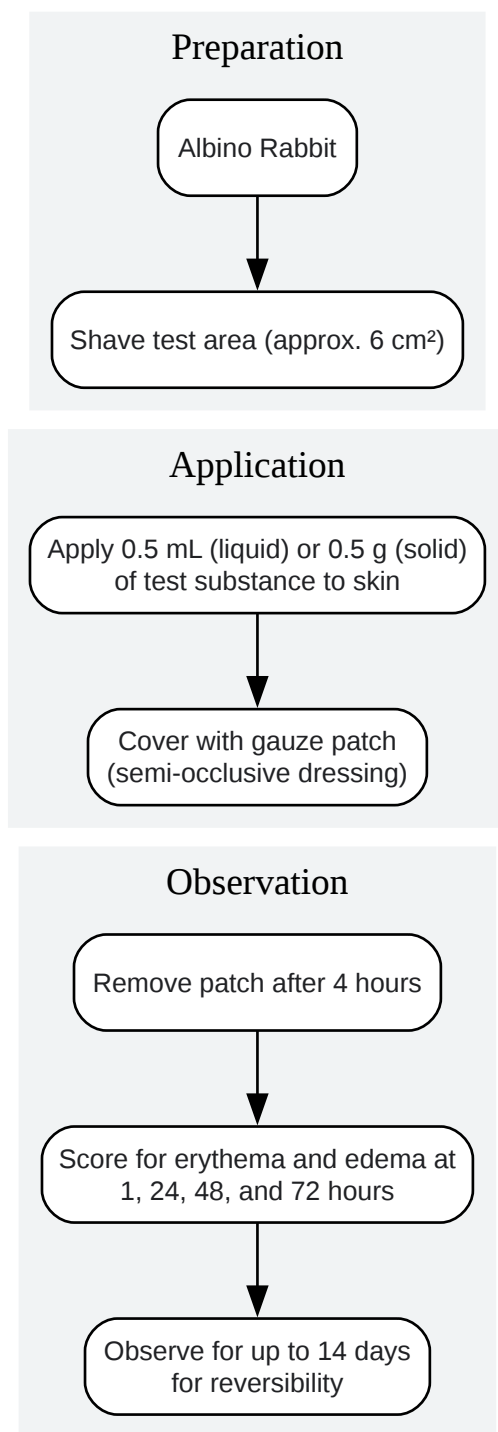 Preparation
Albino Rabbit
Shave test area (approx. 6 cm²)
Application
Apply 0.5 mL (liquid) or 0.5 g (solid)
of test substance to skin
Cover with gauze patch
(semi-occlusive dressing)
Observation
Remove patch after 4 hours
Score for erythema and edema at
1, 24, 48, and 72 hours
Observe for up to 14 days
for reversibility